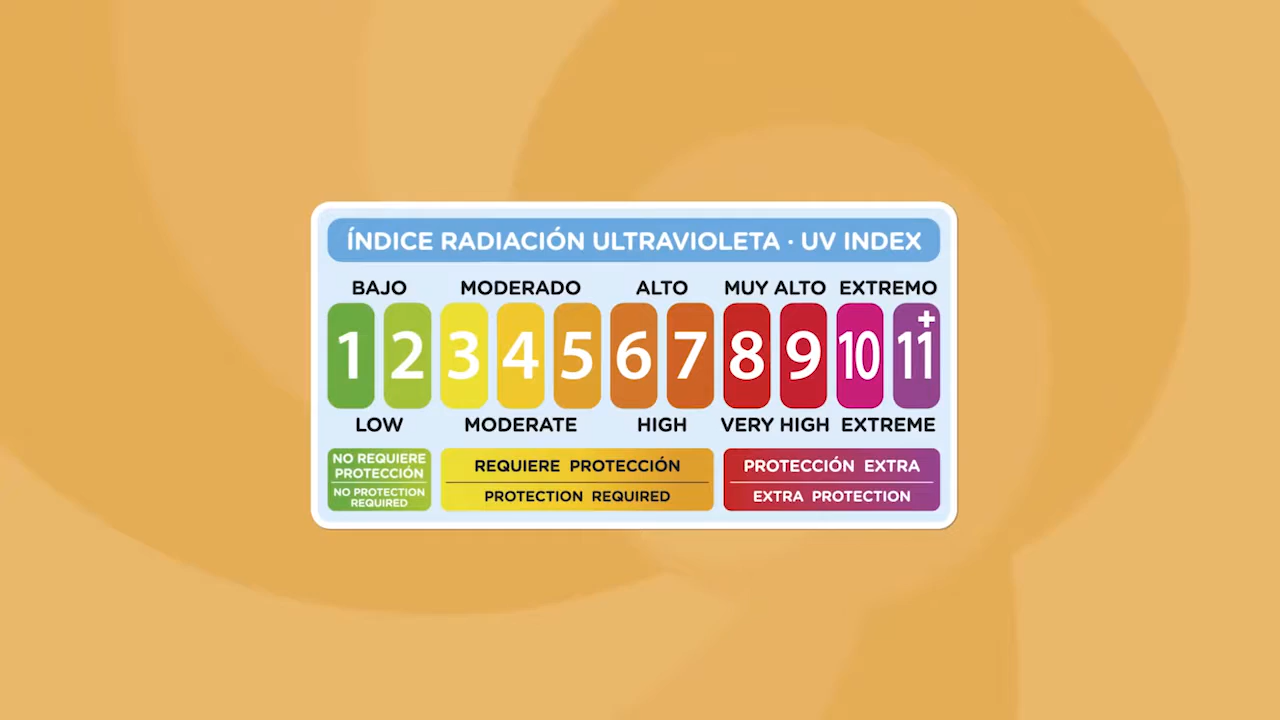 ÍNDICE RADIACIÓN ULTRAVIOLETA · UV INDEX
BAJO MODERADO ALTO MUY ALTO EXTREMO
1 2 3 4 5 6 7 8 9 10 11+
LOW MODERATE HIGH VERY HIGH EXTREME
NO REQUIERE
PROTECCIÓN
NO PROTECTION
REQUIRED
REQUIERE PROTECCIÓN
PROTECTION REQUIRED
PROTECCIÓN EXTRA
EXTRA PROTECTION